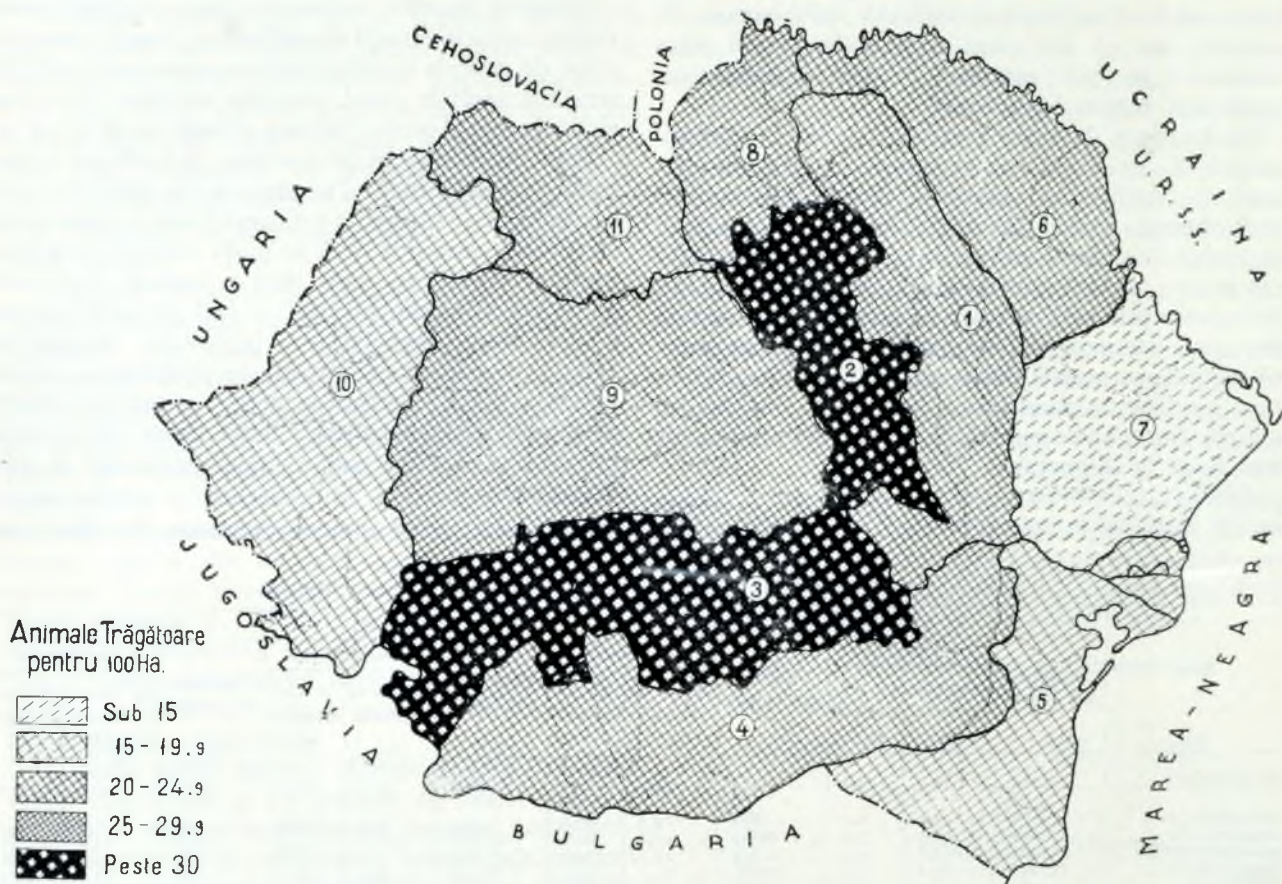 CEHOSLOVACIA
POLONIA
UCRAINA
U.R.S.S.
UNGARIA
8
11
6
1
2
10
9
7
3
JUGOSLAVIA
5
4
MAREA-NEAGRA
BULGARIA
Animale Trăgătoare
pentru 100 Ha.
Sub 15
15-19.9
20-24.9
25-29.9
Peste 30